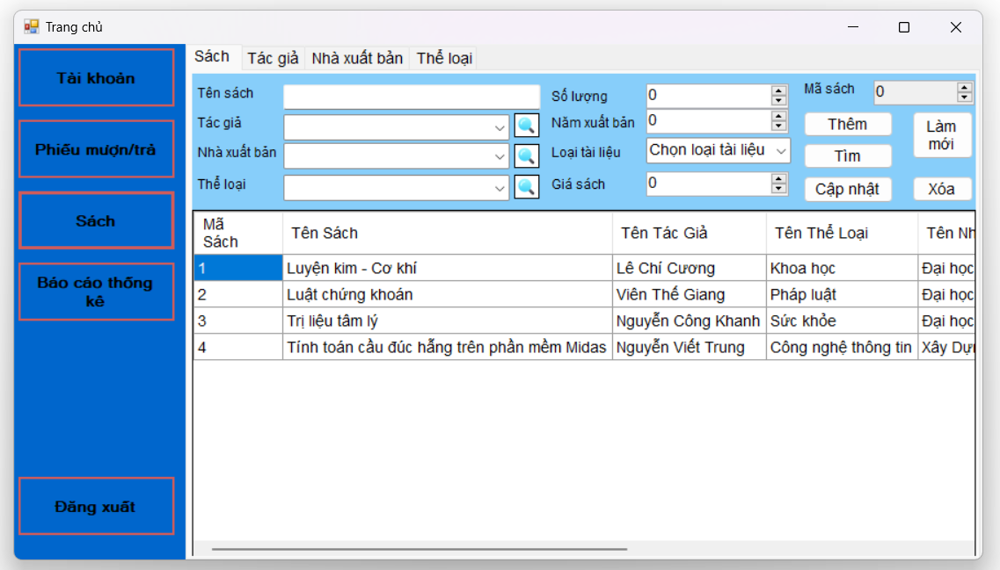 Trang chủ
Tài khoản
Phiếu mượn/trả
Sách
Báo cáo thống
kê
Đăng xuất
Sách Tác giả Nhà xuất bản Thể loại
Tên sách
Tác giả
Nhà xuất bản
Thể loại
Số lượng 0
Năm xuất bản 0
Loại tài liệu Chọn loại tài liệu
Giá sách 0
Mã sách 0
Thêm
Làm
mới
Tìm
Cập nhật Xóa
Mã
Sách
Tên Sách Tên Tác Giả Tên Thể Loại Tên Nh
1 Luyện kim - Cơ khí Lê Chí Cương Khoa học Đại học
2 Luật chứng khoán Viên Thế Giang Pháp luật
3 Trị liệu tâm lý Nguyễn Công Khanh Sức khỏe Đại học
4 Tính toán cầu đúc hẵng trên phần mềm Midas Nguyễn Viết Trung Công nghệ thông tin Xây Dựn